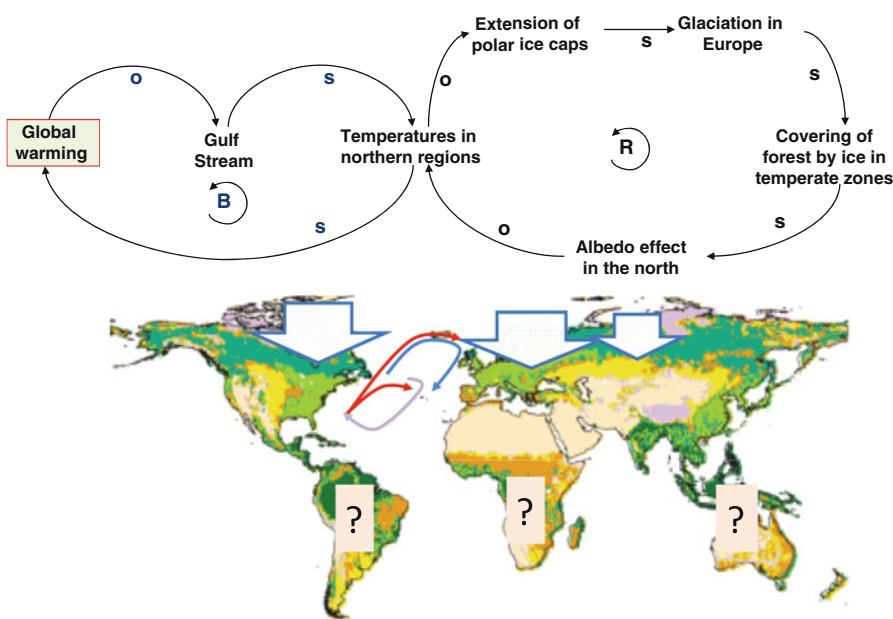 Extension of
polar ice caps
s
Glaciation in
Europe
o
s
o
s
Global
warming
Gulf
Stream
Temperatures in
northern regions
R
Covering of
forest by ice in
temperate zones
B
s
o
s
Albedo effect
in the north
?
?
?